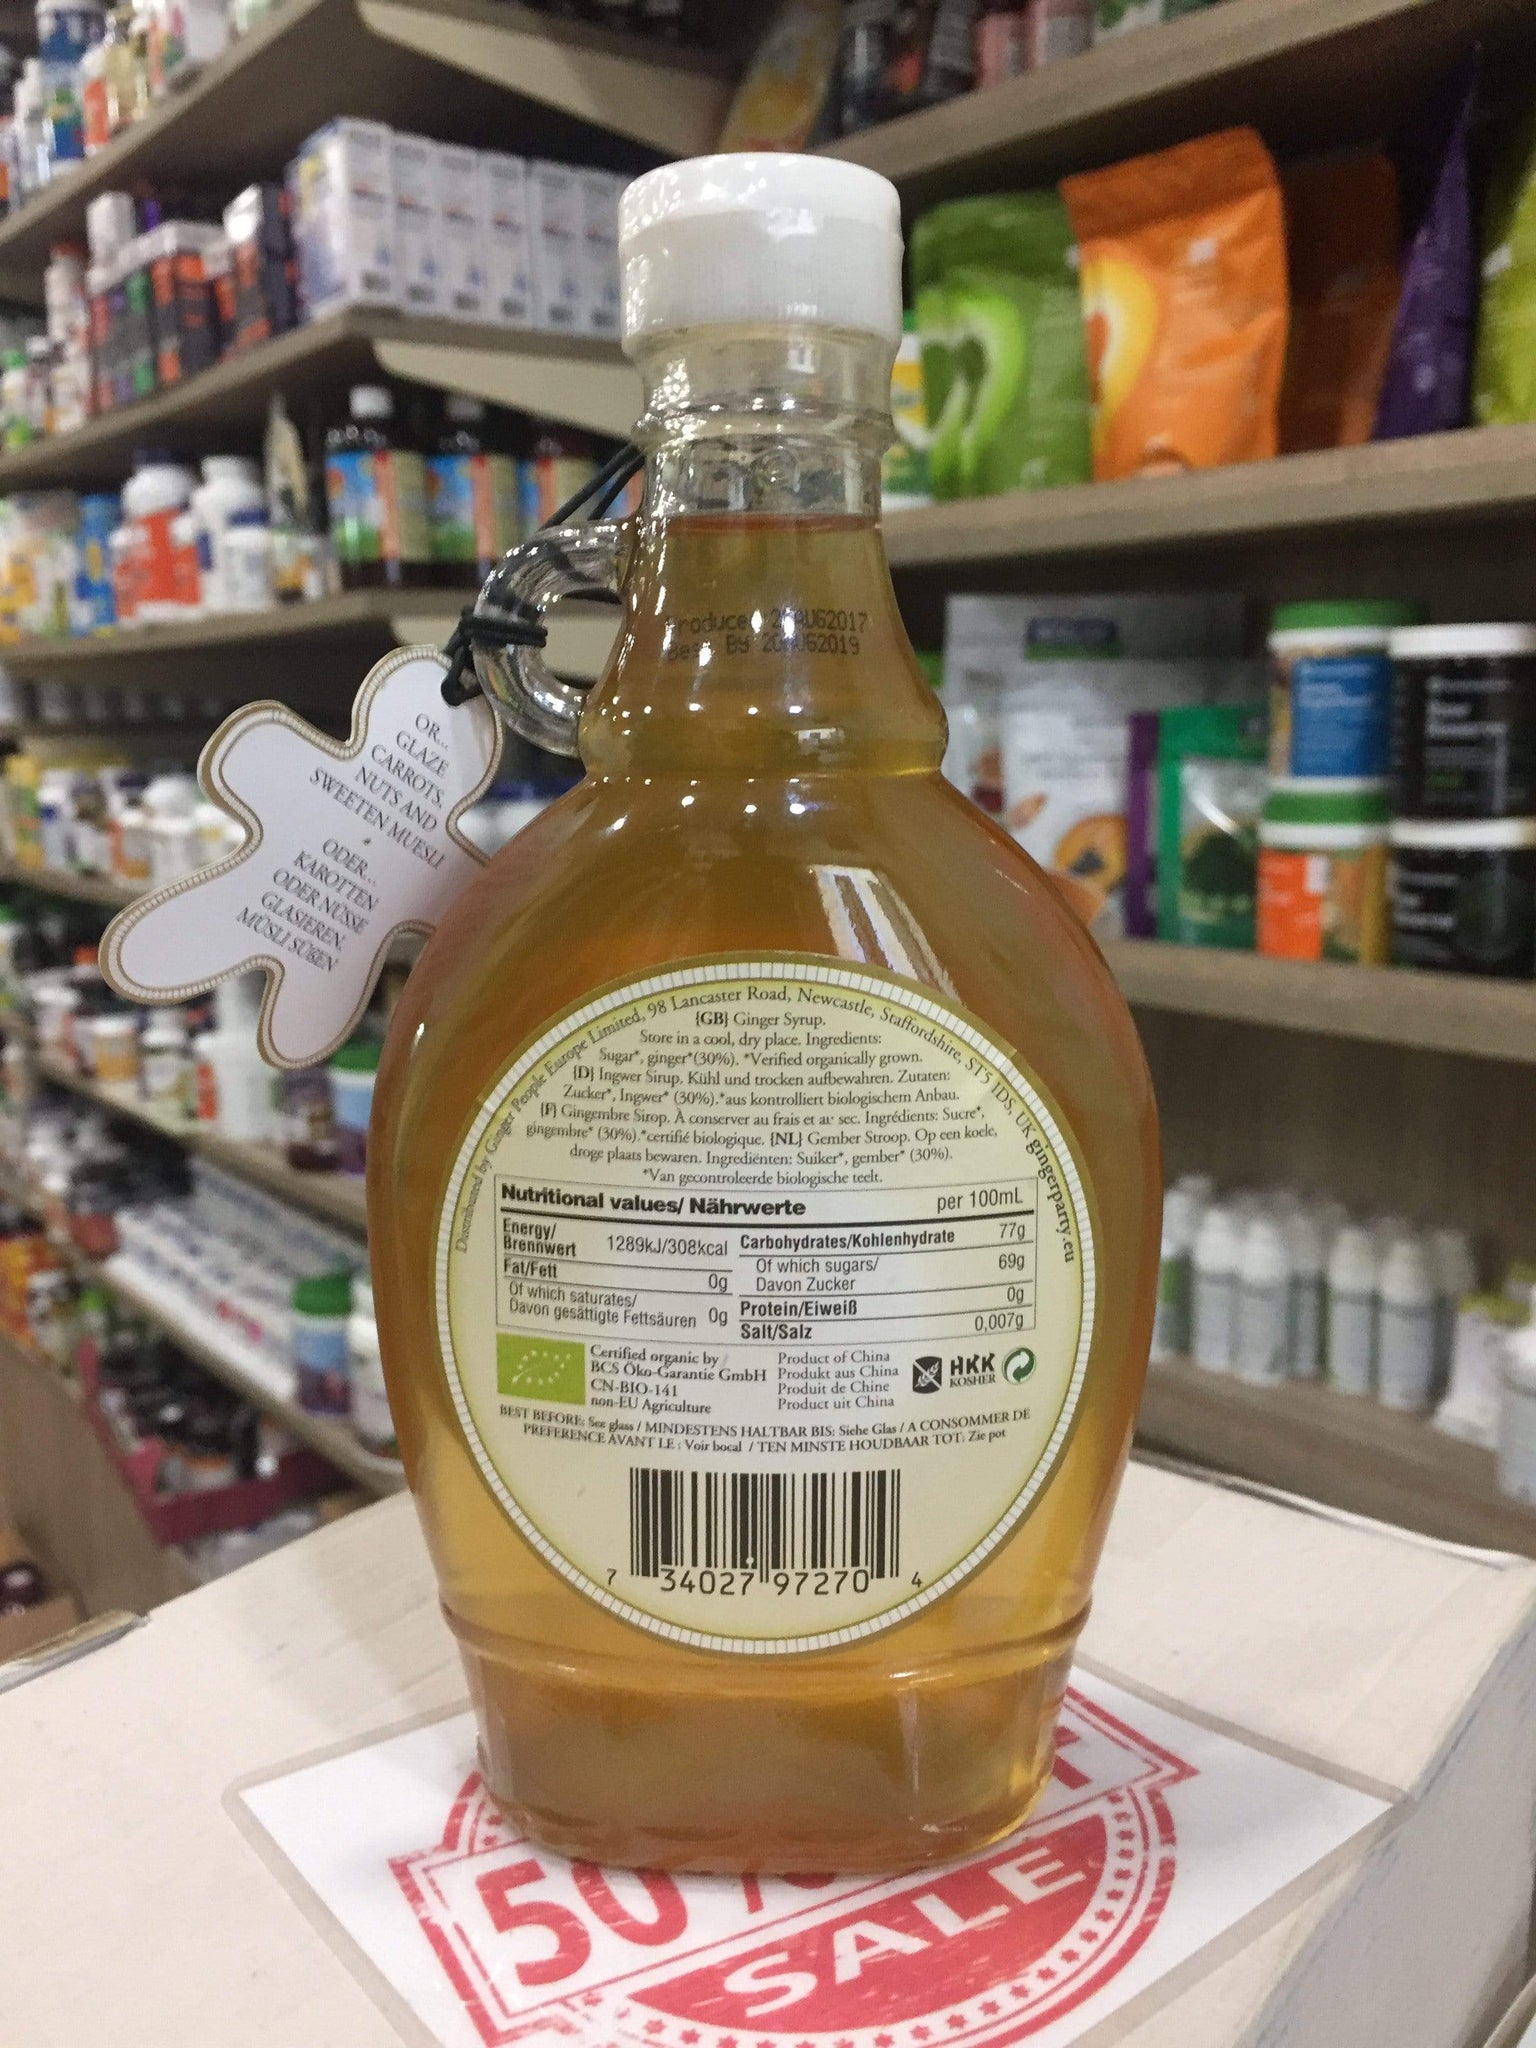 Produced 20AUG2017
Best By 20AUG2019
OR...
GLAZE
CARROTS,
NUTS AND
SWEETEN MUESLI
ODER...
KAROTTEN
ODER NÜSSE
GLASIEREN,
MÜSLI SÜßEN
Distributed by Ginger People Europe Limited, 98 Lancaster Road, Newcastle, Staffordshire, ST5 1DS, UK gingerparty.eu
{GB} Ginger Syrup.
Store in a cool, dry place. Ingredients:
Sugar*, ginger*(30%). *Verified organically grown.
{D} Ingwer Sirup. Kühl und trocken aufbewahren. Zutaten:
Zucker*, Ingwer* (30%).*aus kontrolliert biologischem Anbau.
{F} Gingembre Sirop. À conserver au frais et au sec. Ingrédients: Sucre*,
gingembre* (30%).*certifié biologique. {NL} Gember Stroop. Op een koele,
droge plaats bewaren. Ingrediënten: Suiker*, gember* (30%).
*Van gecontroleerde biologische teelt.
Nutritional values/ Nährwerte per 100mL
Energy/
Brennwert 1289kJ/308kcal
Fat/Fett 0g
Of which saturates/
Davon gesättigte Fettsäuren 0g
Carbohydrates/Kohlenhydrate 77g
Of which sugars/
Davon Zucker 69g
Protein/Eiweiß 0g
Salt/Salz 0,007g
Certified organic by
BCS Öko-Garantie GmbH
CN-BIO-141
non-EU Agriculture
Product of China
Produkt aus China
Produit de Chine
Product uit China
HKK
KOSHER
BEST BEFORE: See glass / MINDESTENS HALTBAR BIS: Siehe Glas / A CONSOMMER DE
PREFERENCE AVANT LE : Voir bocal / TEN MINSTE HOUDBAAR TOT: Zie pot
7 34027 97270 4
50%
SALE